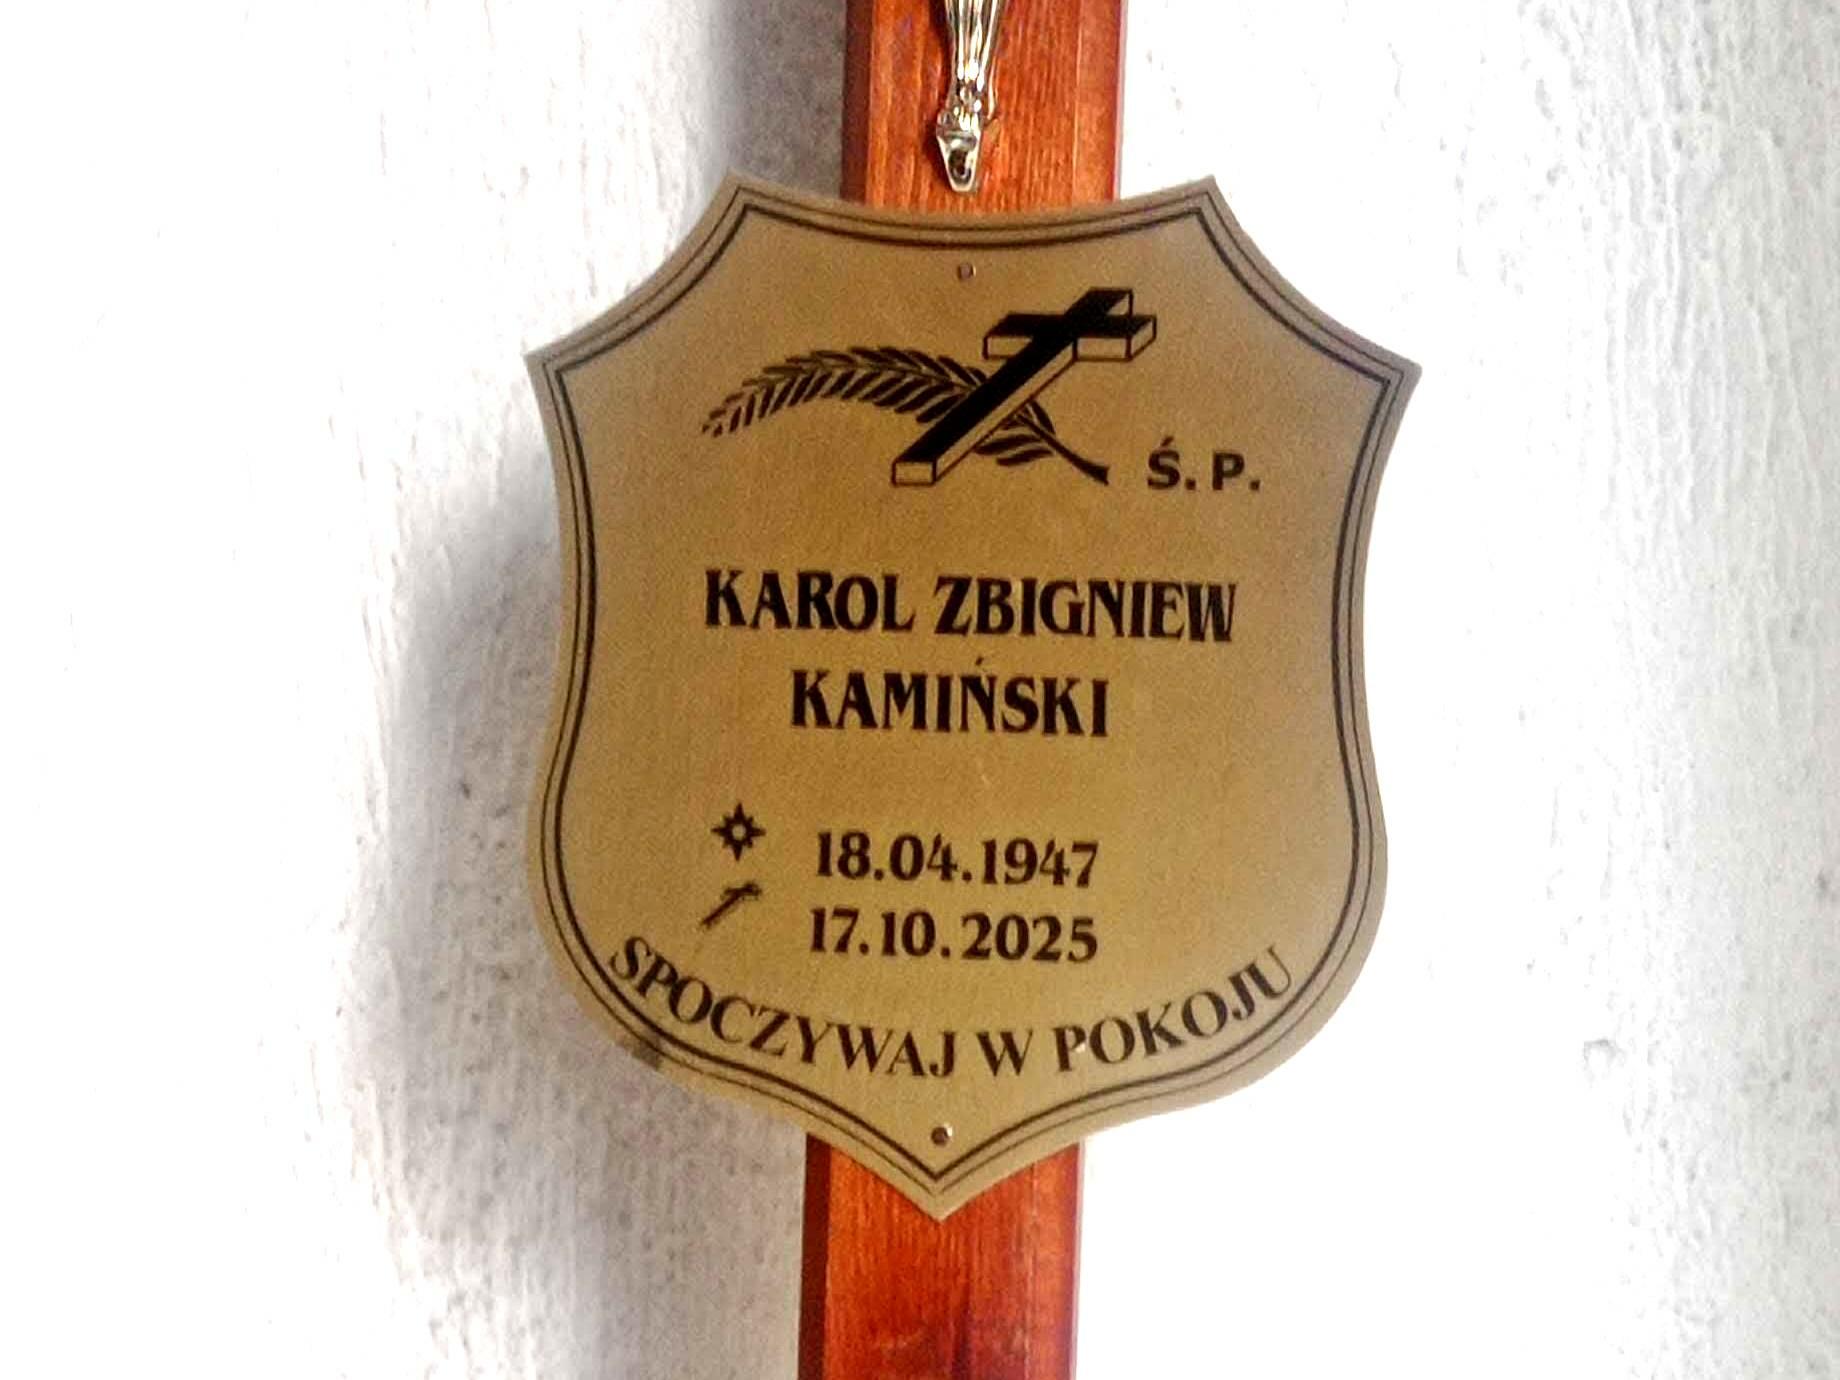 Ś. P.
KAROL ZBIGNIEW
KAMIŃSKI
18.04.1947
17.10.2025
SPOCZYWAJ W POKOJU